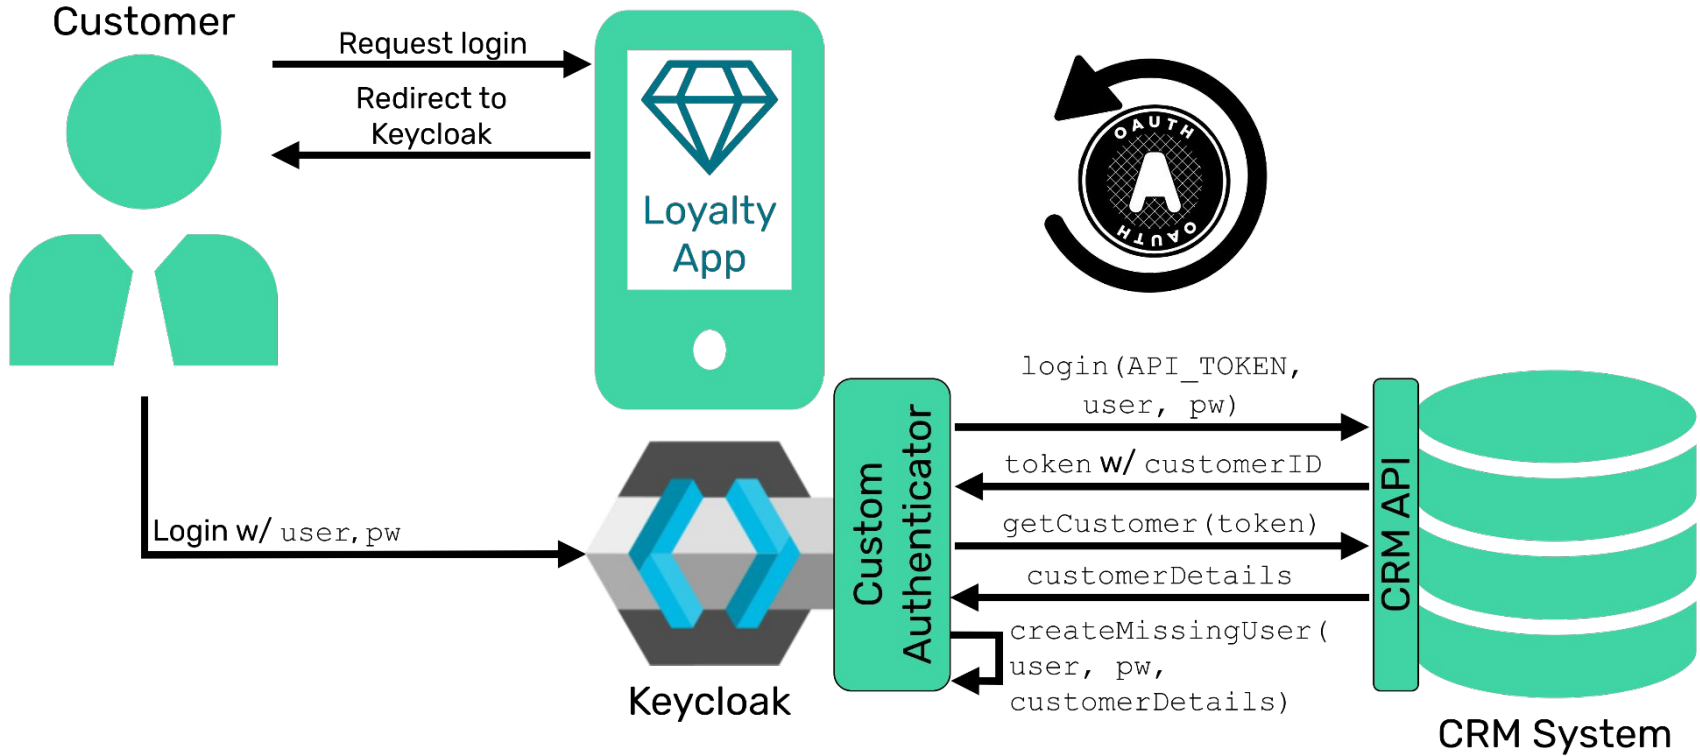 Customer
Request login
Redirect to
Keycloak
Loyalty
App
OAUTH
A
OAUTH
Login w/ user, pw
Keycloak
Custom
Authenticator
login(API_TOKEN,
user, pw)
token w/ customerID
getCustomer(token)
customerDetails
createMissingUser(
user, pw,
customerDetails)
CRM API
CRM System